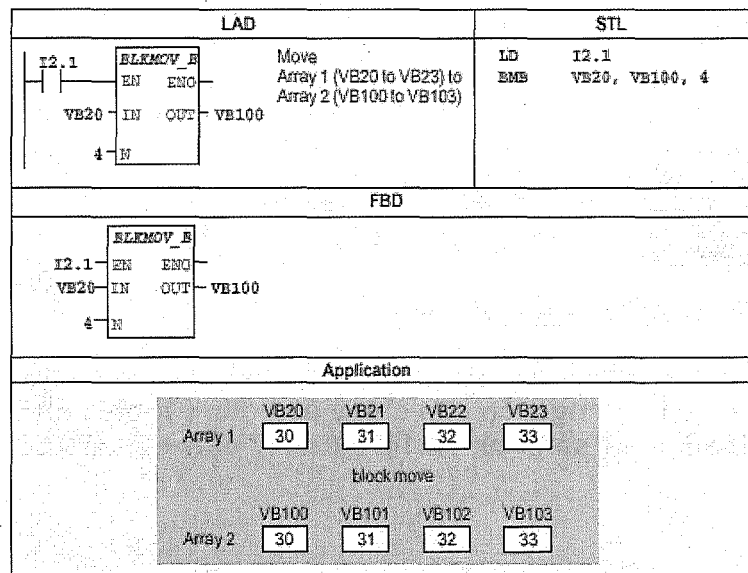 LAD
STL
I2.1
BLKMOV_B
EN ENO
VB20 IN OUT VB100
4 N
Move
Array 1 (VB20 to VB23) to
Array 2 (VB100 to VB103)
LD I2.1
BMB VB20, VB100, 4
FBD
BLKMOV_B
I2.1 EN ENO
VB20 IN OUT VB100
4 N
Application
VB20 VB21 VB22 VB23
Array 1 30 31 32 33
block move
VB100 VB101 VB102 VB103
Array 2 30 31 32 33